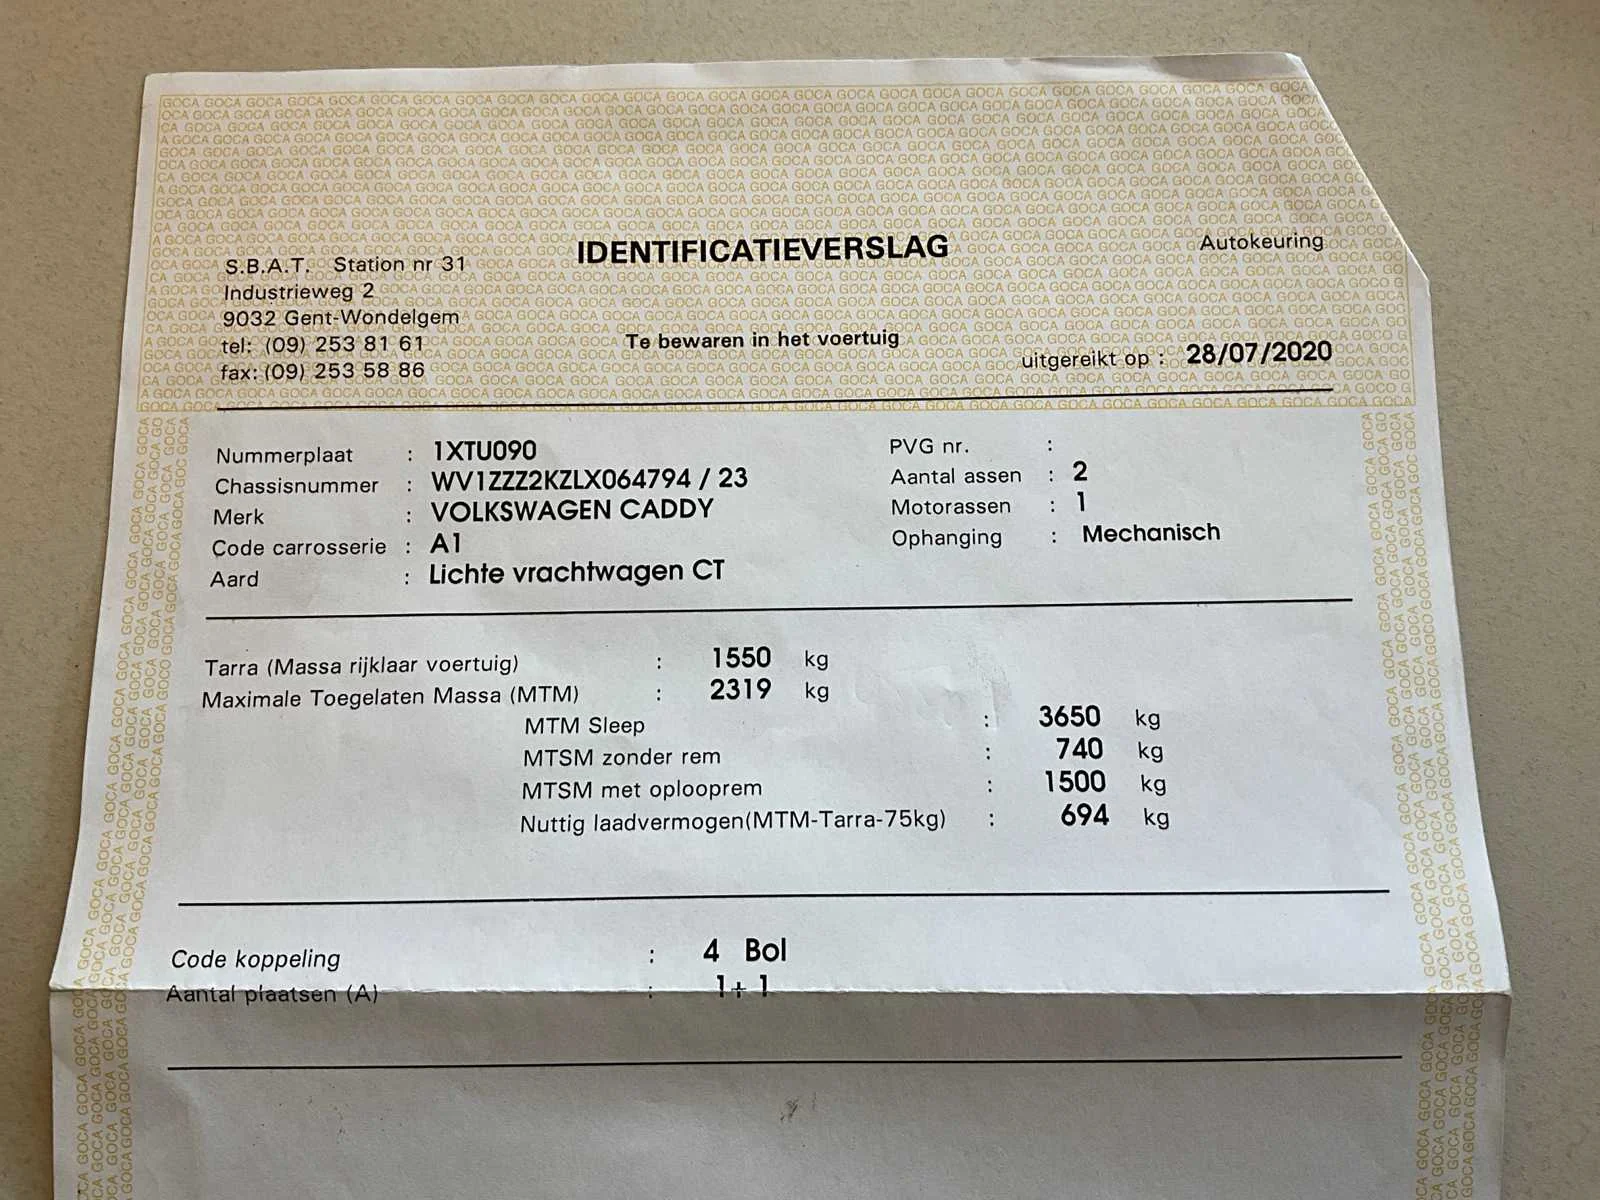 IDENTIFICATIEVERSLAG
Autokeuring
S.B.A.T. Station nr 31
Industrieweg 2
9032 Gent-Wondelgem
tel: (09) 253 81 61
fax: (09) 253 58 86
Te bewaren in het voertuig
uitgereikt op : 28/07/2020
Nummerplaat : 1XTU090
Chassisnummer : WV1ZZZ2KZLX064794 / 23
Merk : VOLKSWAGEN CADDY
Code carrosserie : A1
Aard : Lichte vrachtwagen CT
PVG nr. :
Aantal assen : 2
Motorassen : 1
Ophanging : Mechanisch
Tarra (Massa rijklaar voertuig) : 1550 kg
Maximale Toegelaten Massa (MTM) : 2319 kg
MTM Sleep : 3650 kg
MTSM zonder rem : 740 kg
MTSM met oplooprem : 1500 kg
Nuttig laadvermogen(MTM-Tarra-75kg) : 694 kg
Code koppeling : 4 Bol
Aantal plaatsen (A) : 1+ 1